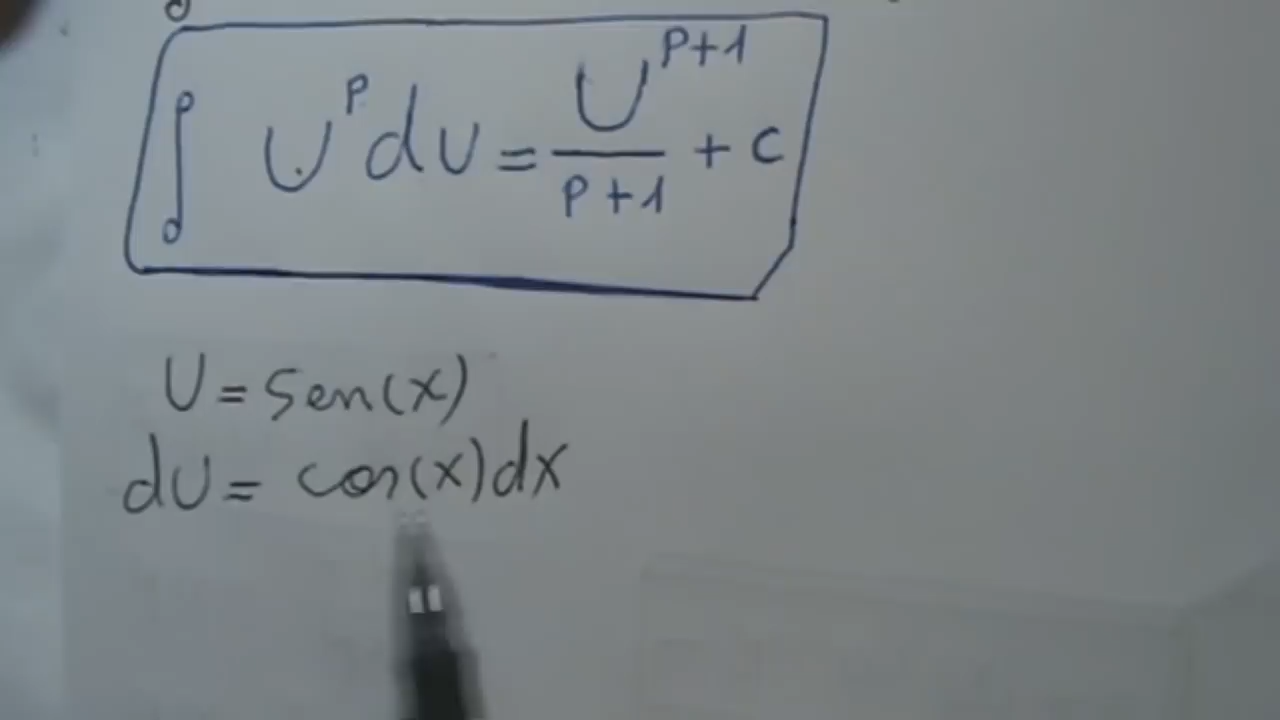 ∫ U^P dU = U^(P+1)/(P+1) + c
U = Sen(x)
dU = cos(x)dx